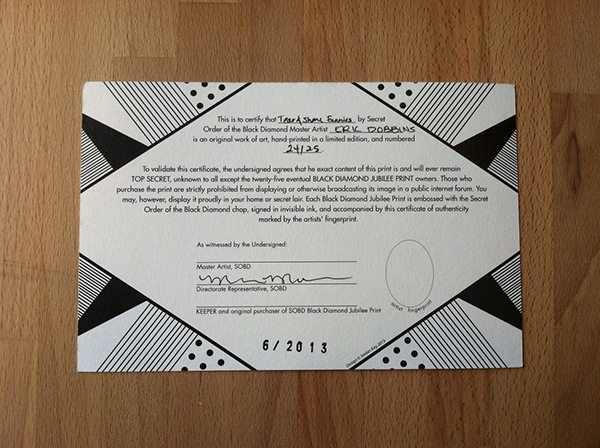 This is to certify that Tear & Share Funnies by Secret
Order of the Black Diamond Master Artist ERK DOBBINS
is an original work of art, hand-printed in a limited edition, and numbered
24/25.
To validate this certificate, the undersigned agrees that he exact content of this print is and will ever remain
TOP SECRET, unknown to all except the twenty-five eventual BLACK DIAMOND JUBILEE PRINT owners. Those who
purchase the print are strictly prohibited from displaying or otherwise broadcasting its image in a public internet forum. You
may, however, display it proudly in your home or secret lair. Each Black Diamond Jubilee Print is embossed with the Secret
Order of the Black Diamond chop, signed in invisible ink, and accompanied by this certificate of authenticity
marked by the artists' fingerprint.
As witnessed by the Undersigned:
Master Artist, SOBD
Directorate Representative, SOBD
KEEPER and original purchaser of SOBD Black Diamond Jubilee Print
artist fingerprint
6/2013
Design © Jordan Kay 2013